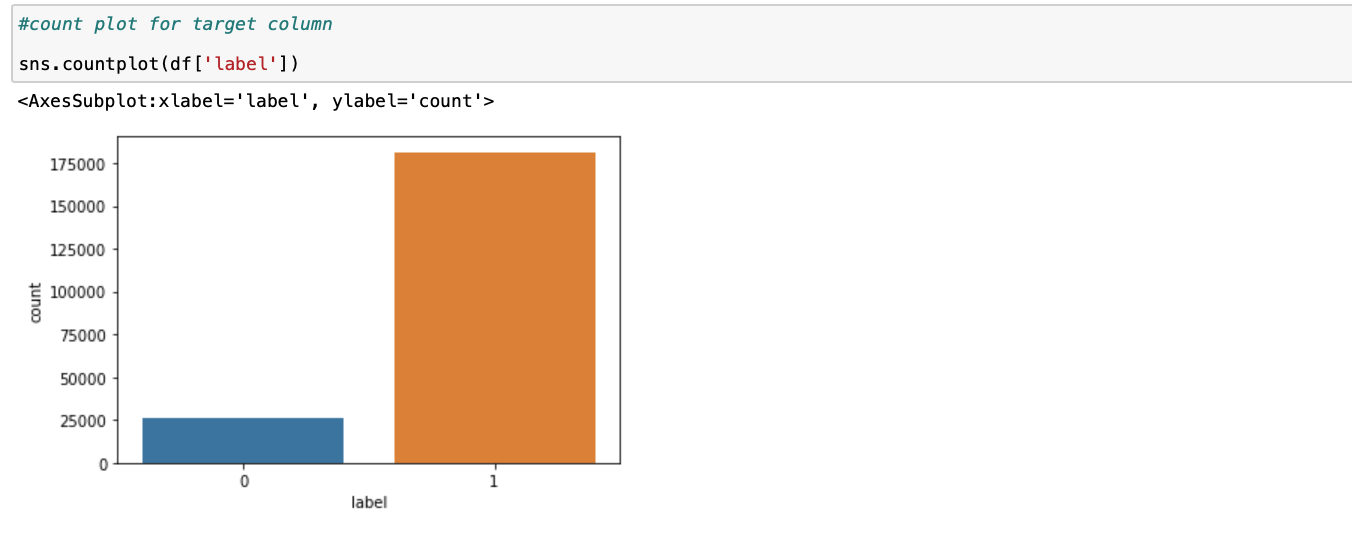 #count plot for target column
sns.countplot(df['label'])
<AxesSubplot:xlabel='label', ylabel='count'>
175000
150000
125000
100000
75000
50000
25000
0
count
0 1
label